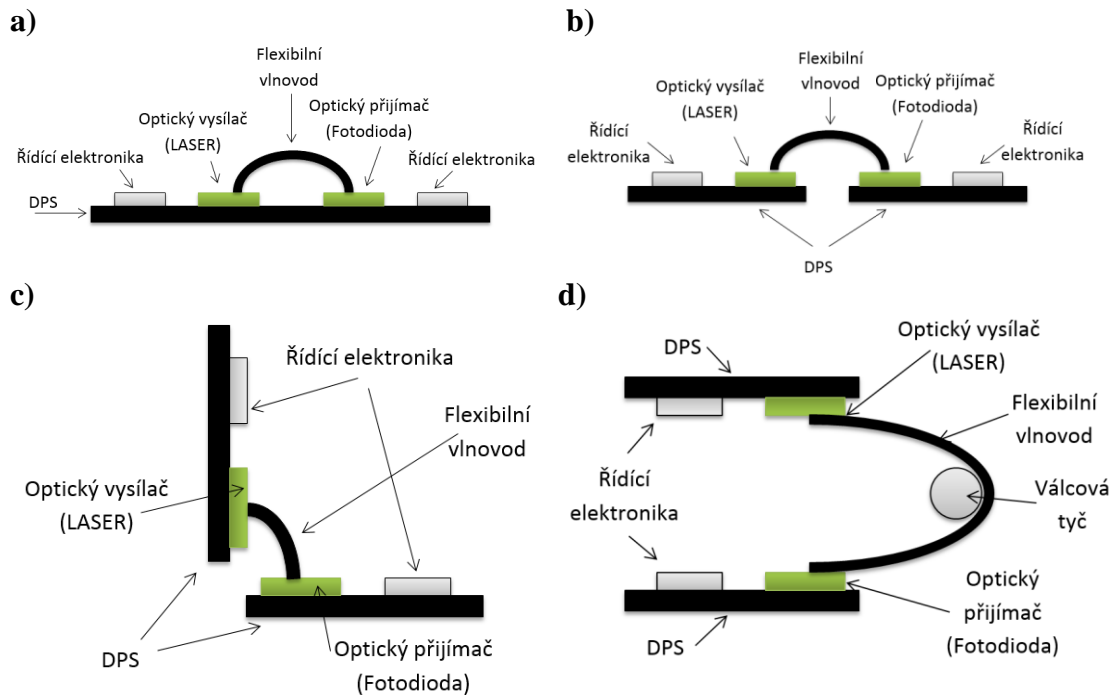 a)
Flexibilní
vlnovod
Optický vysílač
(LASER)
Optický přijímač
(Fotodioda)
Řídící elektronika
Řídící elektronika
DPS
b)
Flexibilní
vlnovod
Optický vysílač
(LASER)
Optický přijímač
(Fotodioda)
Řídící
elektronika
Řídící
elektronika
DPS
c)
Řídící elektronika
Flexibilní
vlnovod
Optický vysílač
(LASER)
DPS
Optický přijímač
(Fotodioda)
d)
DPS
Optický vysílač
(LASER)
Flexibilní
vlnovod
Řídící
elektronika
Válcová
tyč
Optický
přijímač
(Fotodioda)
DPS